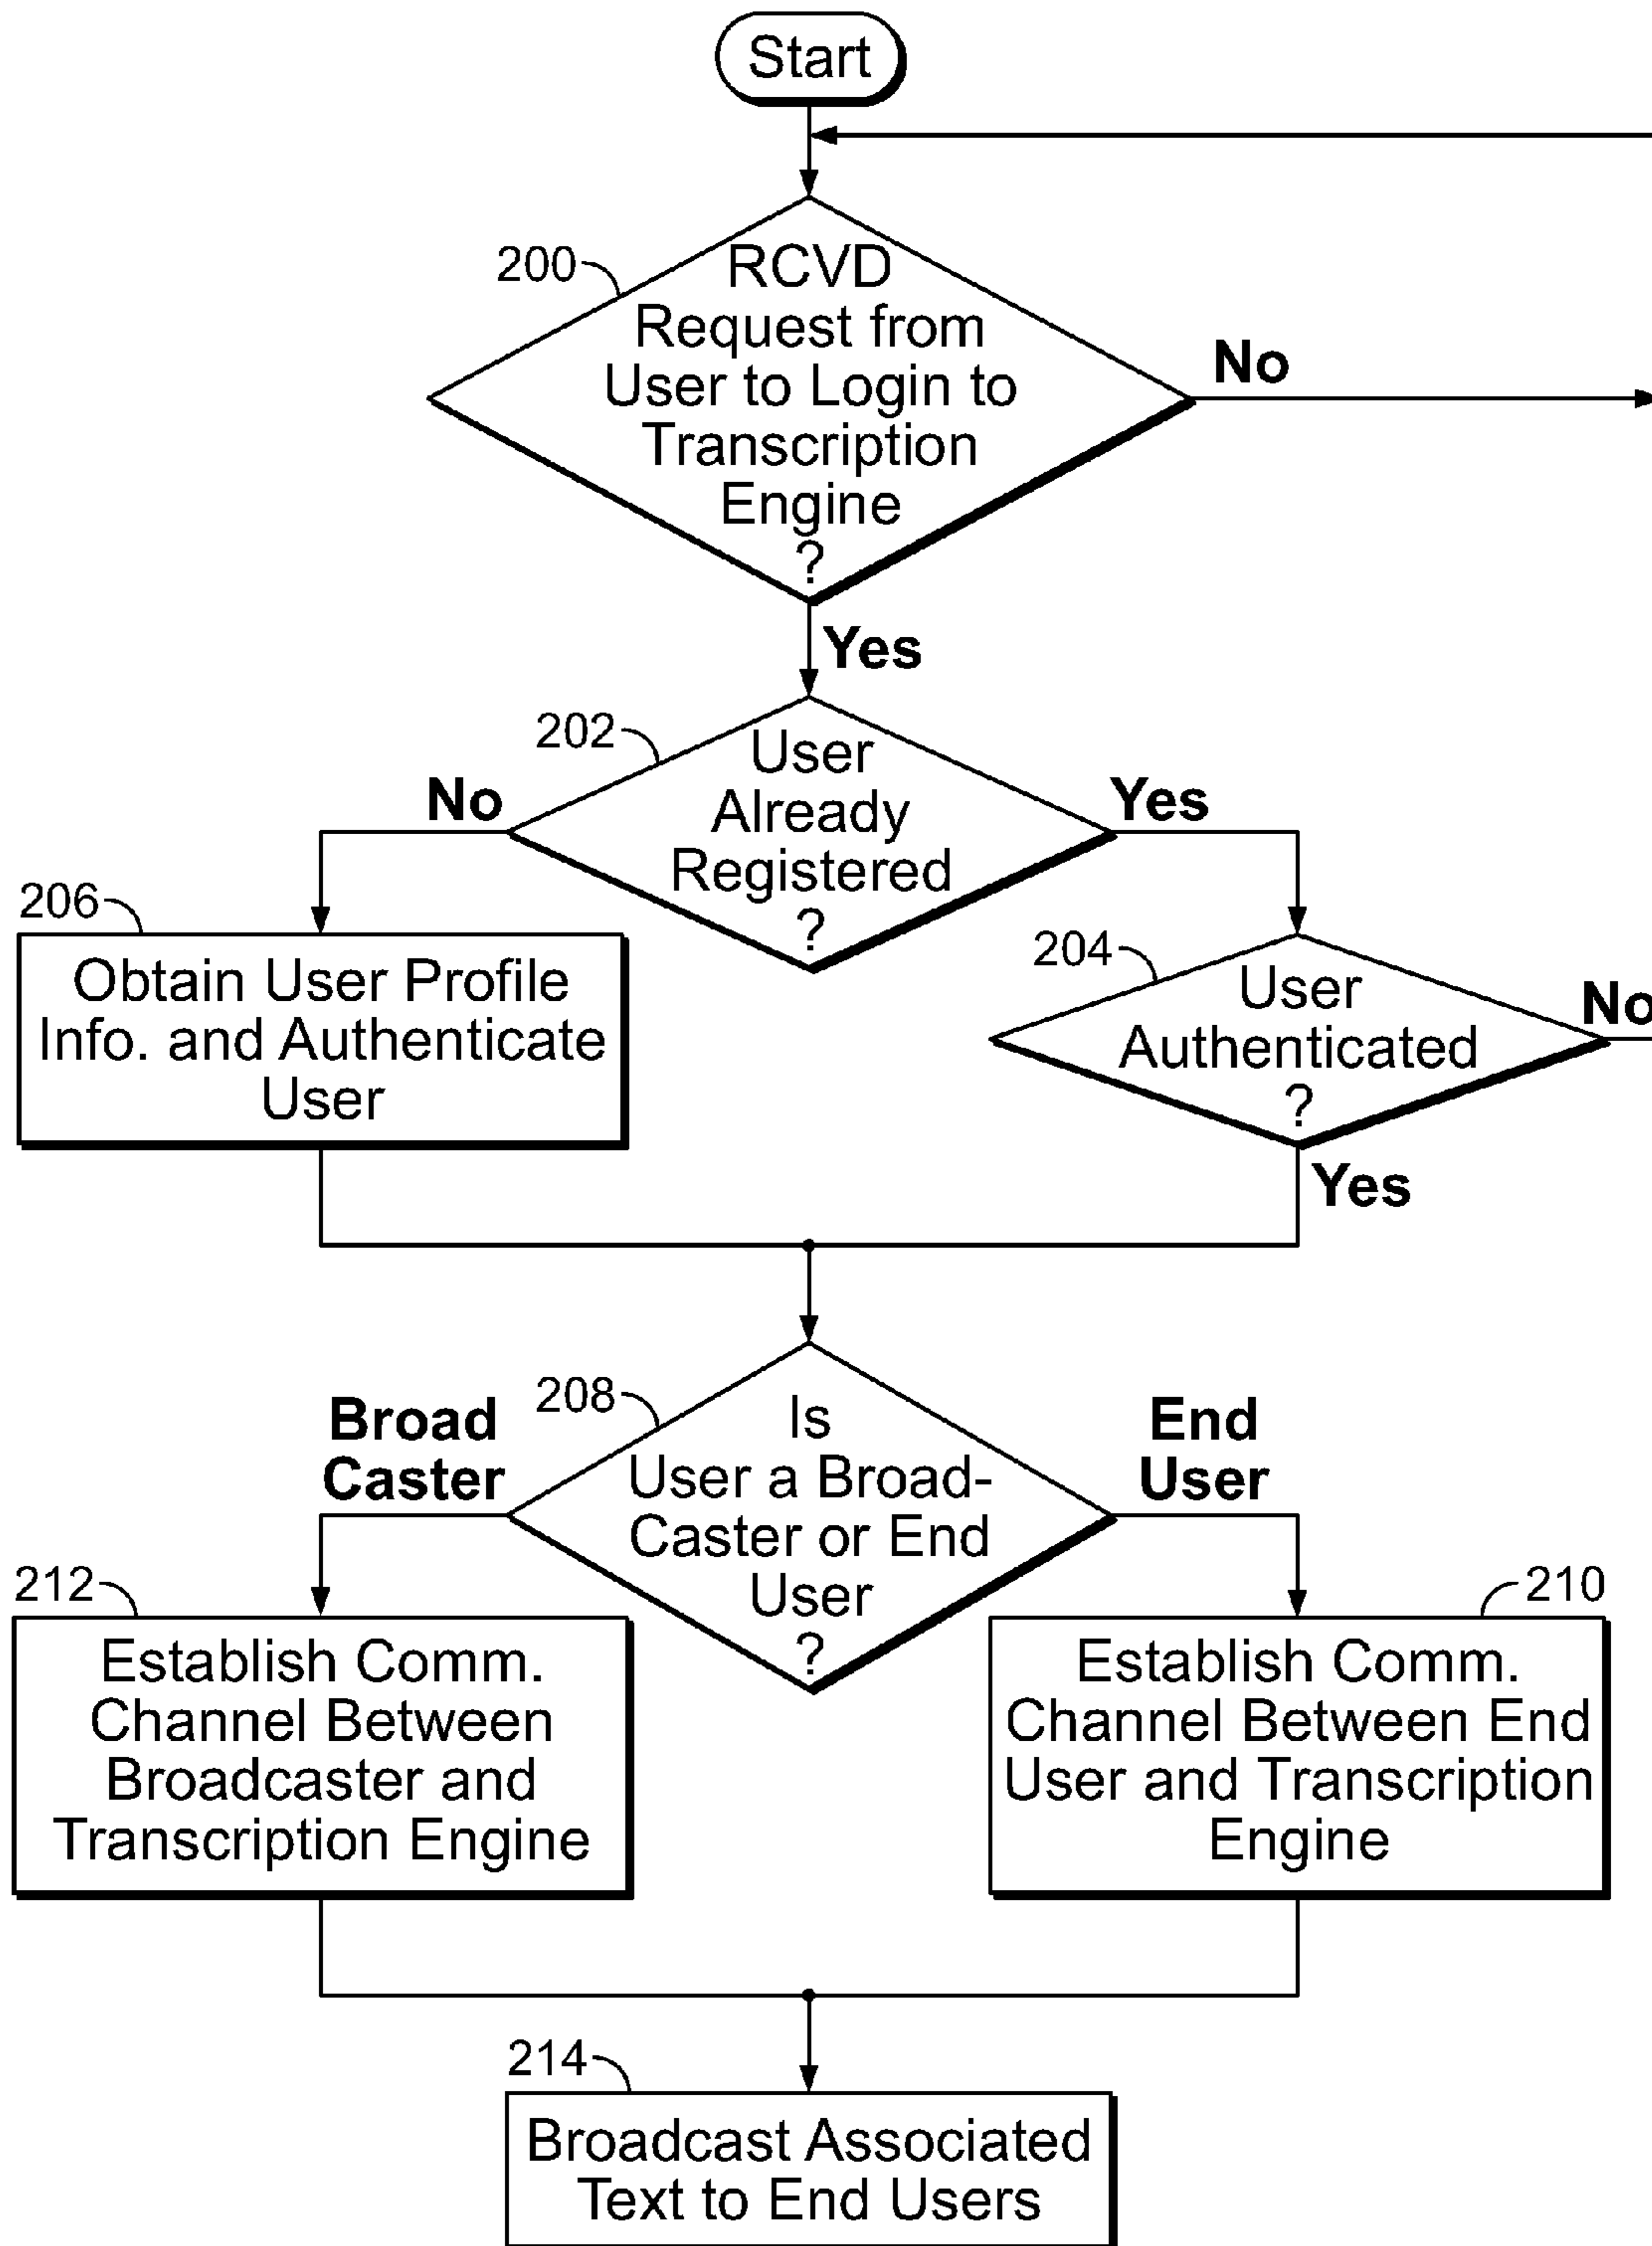 Start
200
RCVD
Request from
User to Login to
Transcription
Engine
?
No
Yes
202
User
Already
Registered
?
No
Yes
206
Obtain User Profile
Info. and Authenticate
User
204
User
Authenticated
?
No
Yes
208
Is
User a Broad-
Caster or End
User
?
Broad
Caster
End
User
212
Establish Comm.
Channel Between
Broadcaster and
Transcription Engine
210
Establish Comm.
Channel Between End
User and Transcription
Engine
214
Broadcast Associated
Text to End Users